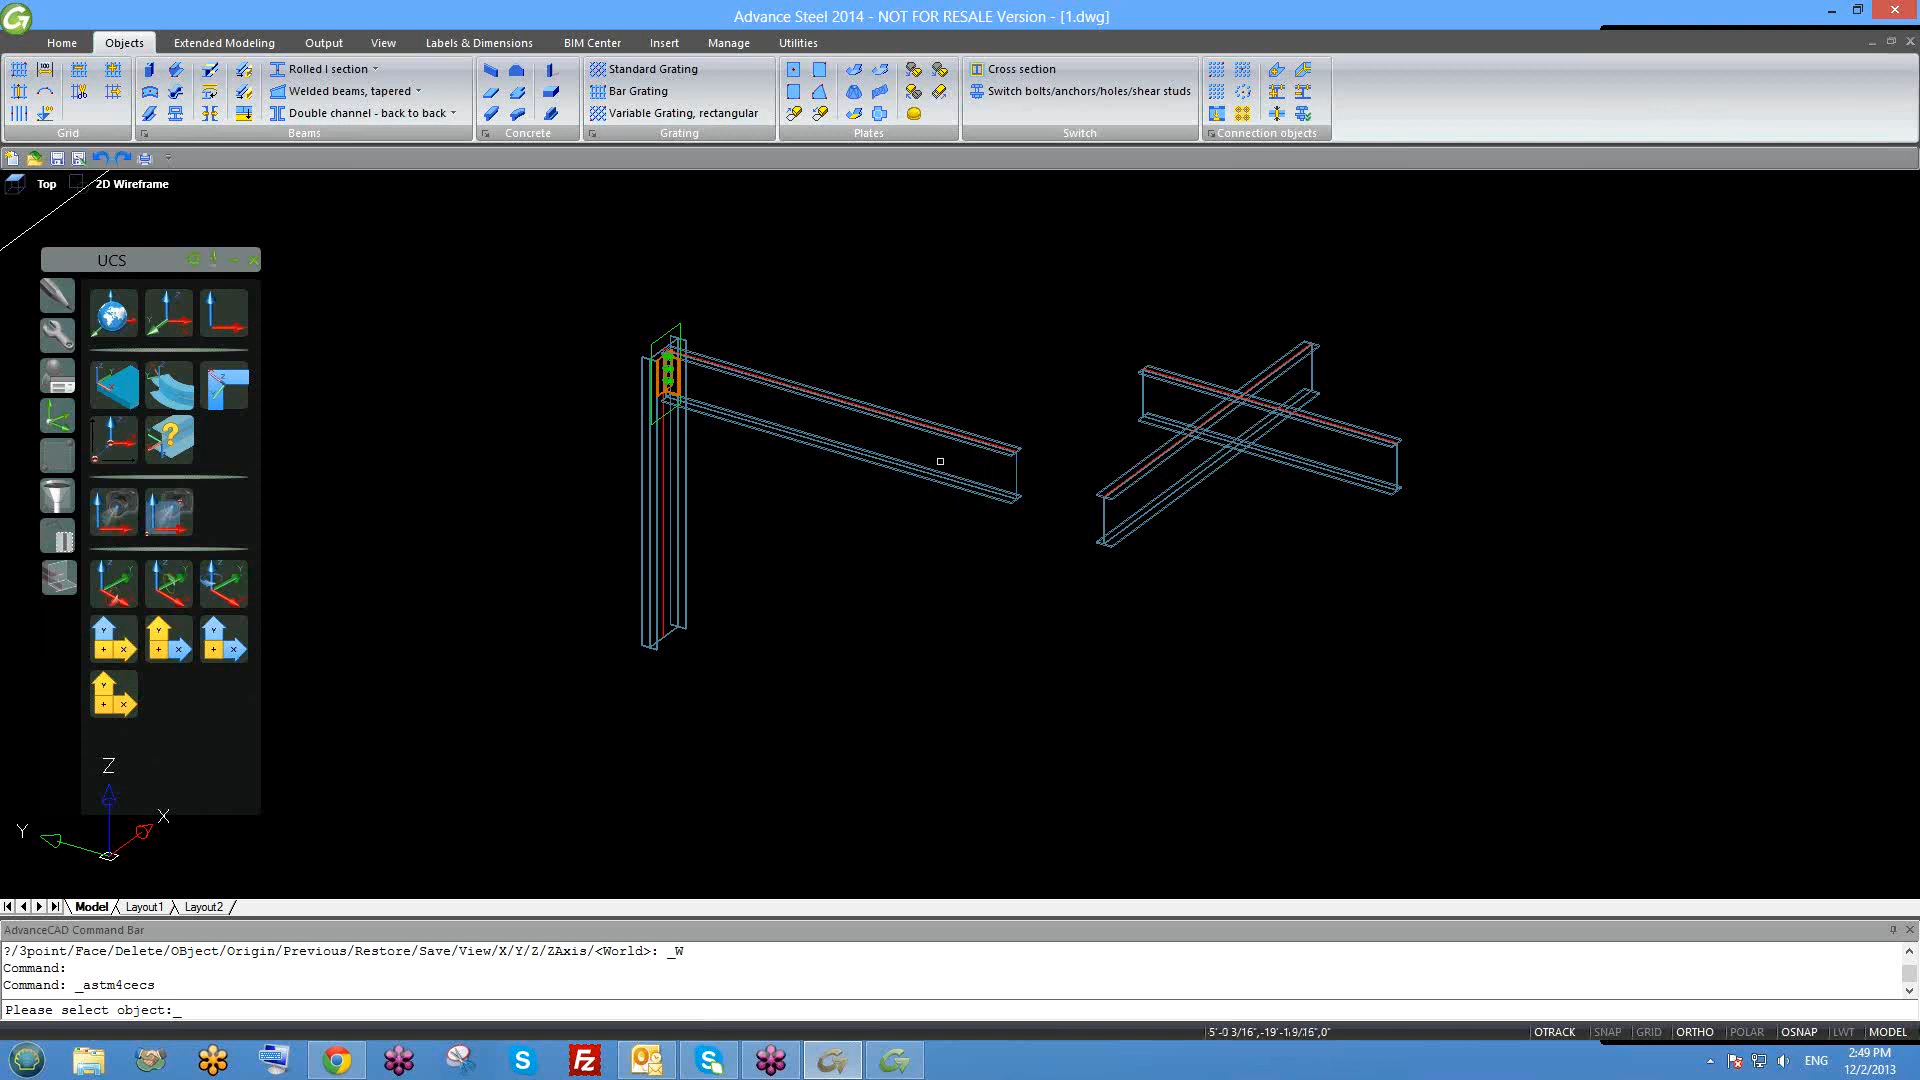 Advance Steel 2014 - NOT FOR RESALE Version - [1.dwg]
Home Objects Extended Modeling Output View Labels & Dimensions BIM Center Insert Manage Utilities
Rolled I section
Welded beams, tapered
Double channel - back to back
Standard Grating
Bar Grating
Variable Grating, rectangular
Cross section
Switch bolts/anchors/holes/shear studs
Grid Beams Concrete Grating Plates Switch Connection objects
Top 2D Wireframe
UCS
Z
X
Y
Model Layout1 Layout2
AdvanceCAD Command Bar
?/3point/Face/Delete/OBject/Origin/Previous/Restore/Save/View/X/Y/Z/ZAxis/<World>: _W
Command:
Command: _astm4cecs
Please select object:_
5'-0 3/16",-19'-1 9/16",0" OTRACK SNAP GRID ORTHO POLAR OSNAP LWT MODEL
ENG
2:49 PM
12/2/2013